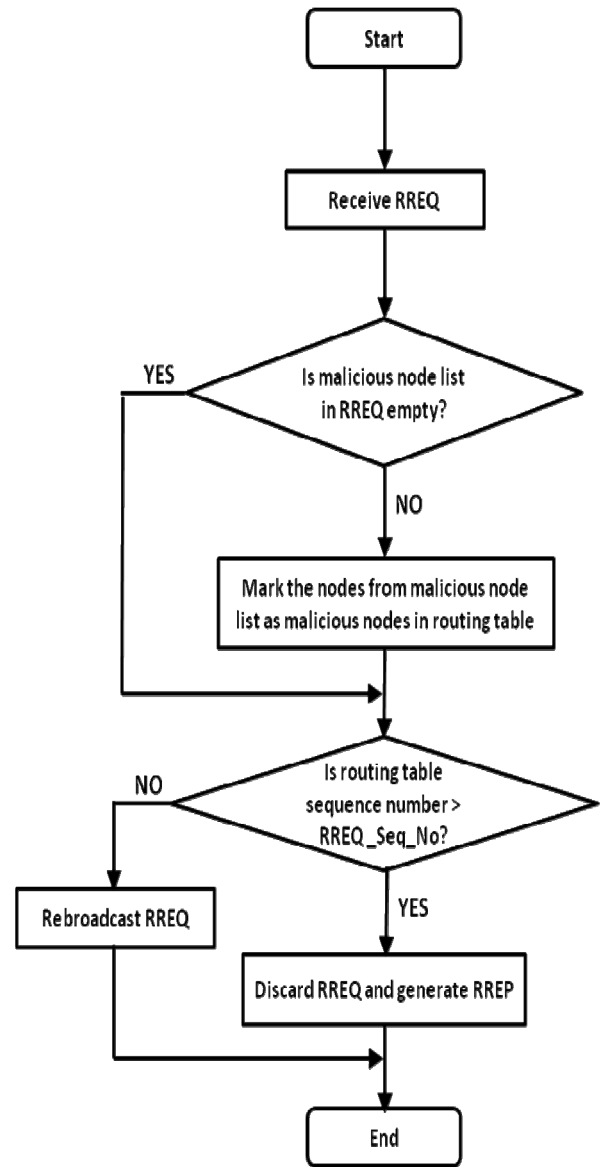 Start
Receive RREQ
YES
Is malicious node list
in RREQ empty?
NO
Mark the nodes from malicious node
list as malicious nodes in routing table
NO
Is routing table
sequence number >
RREQ_Seq_No?
Rebroadcast RREQ
YES
Discard RREQ and generate RREP
End